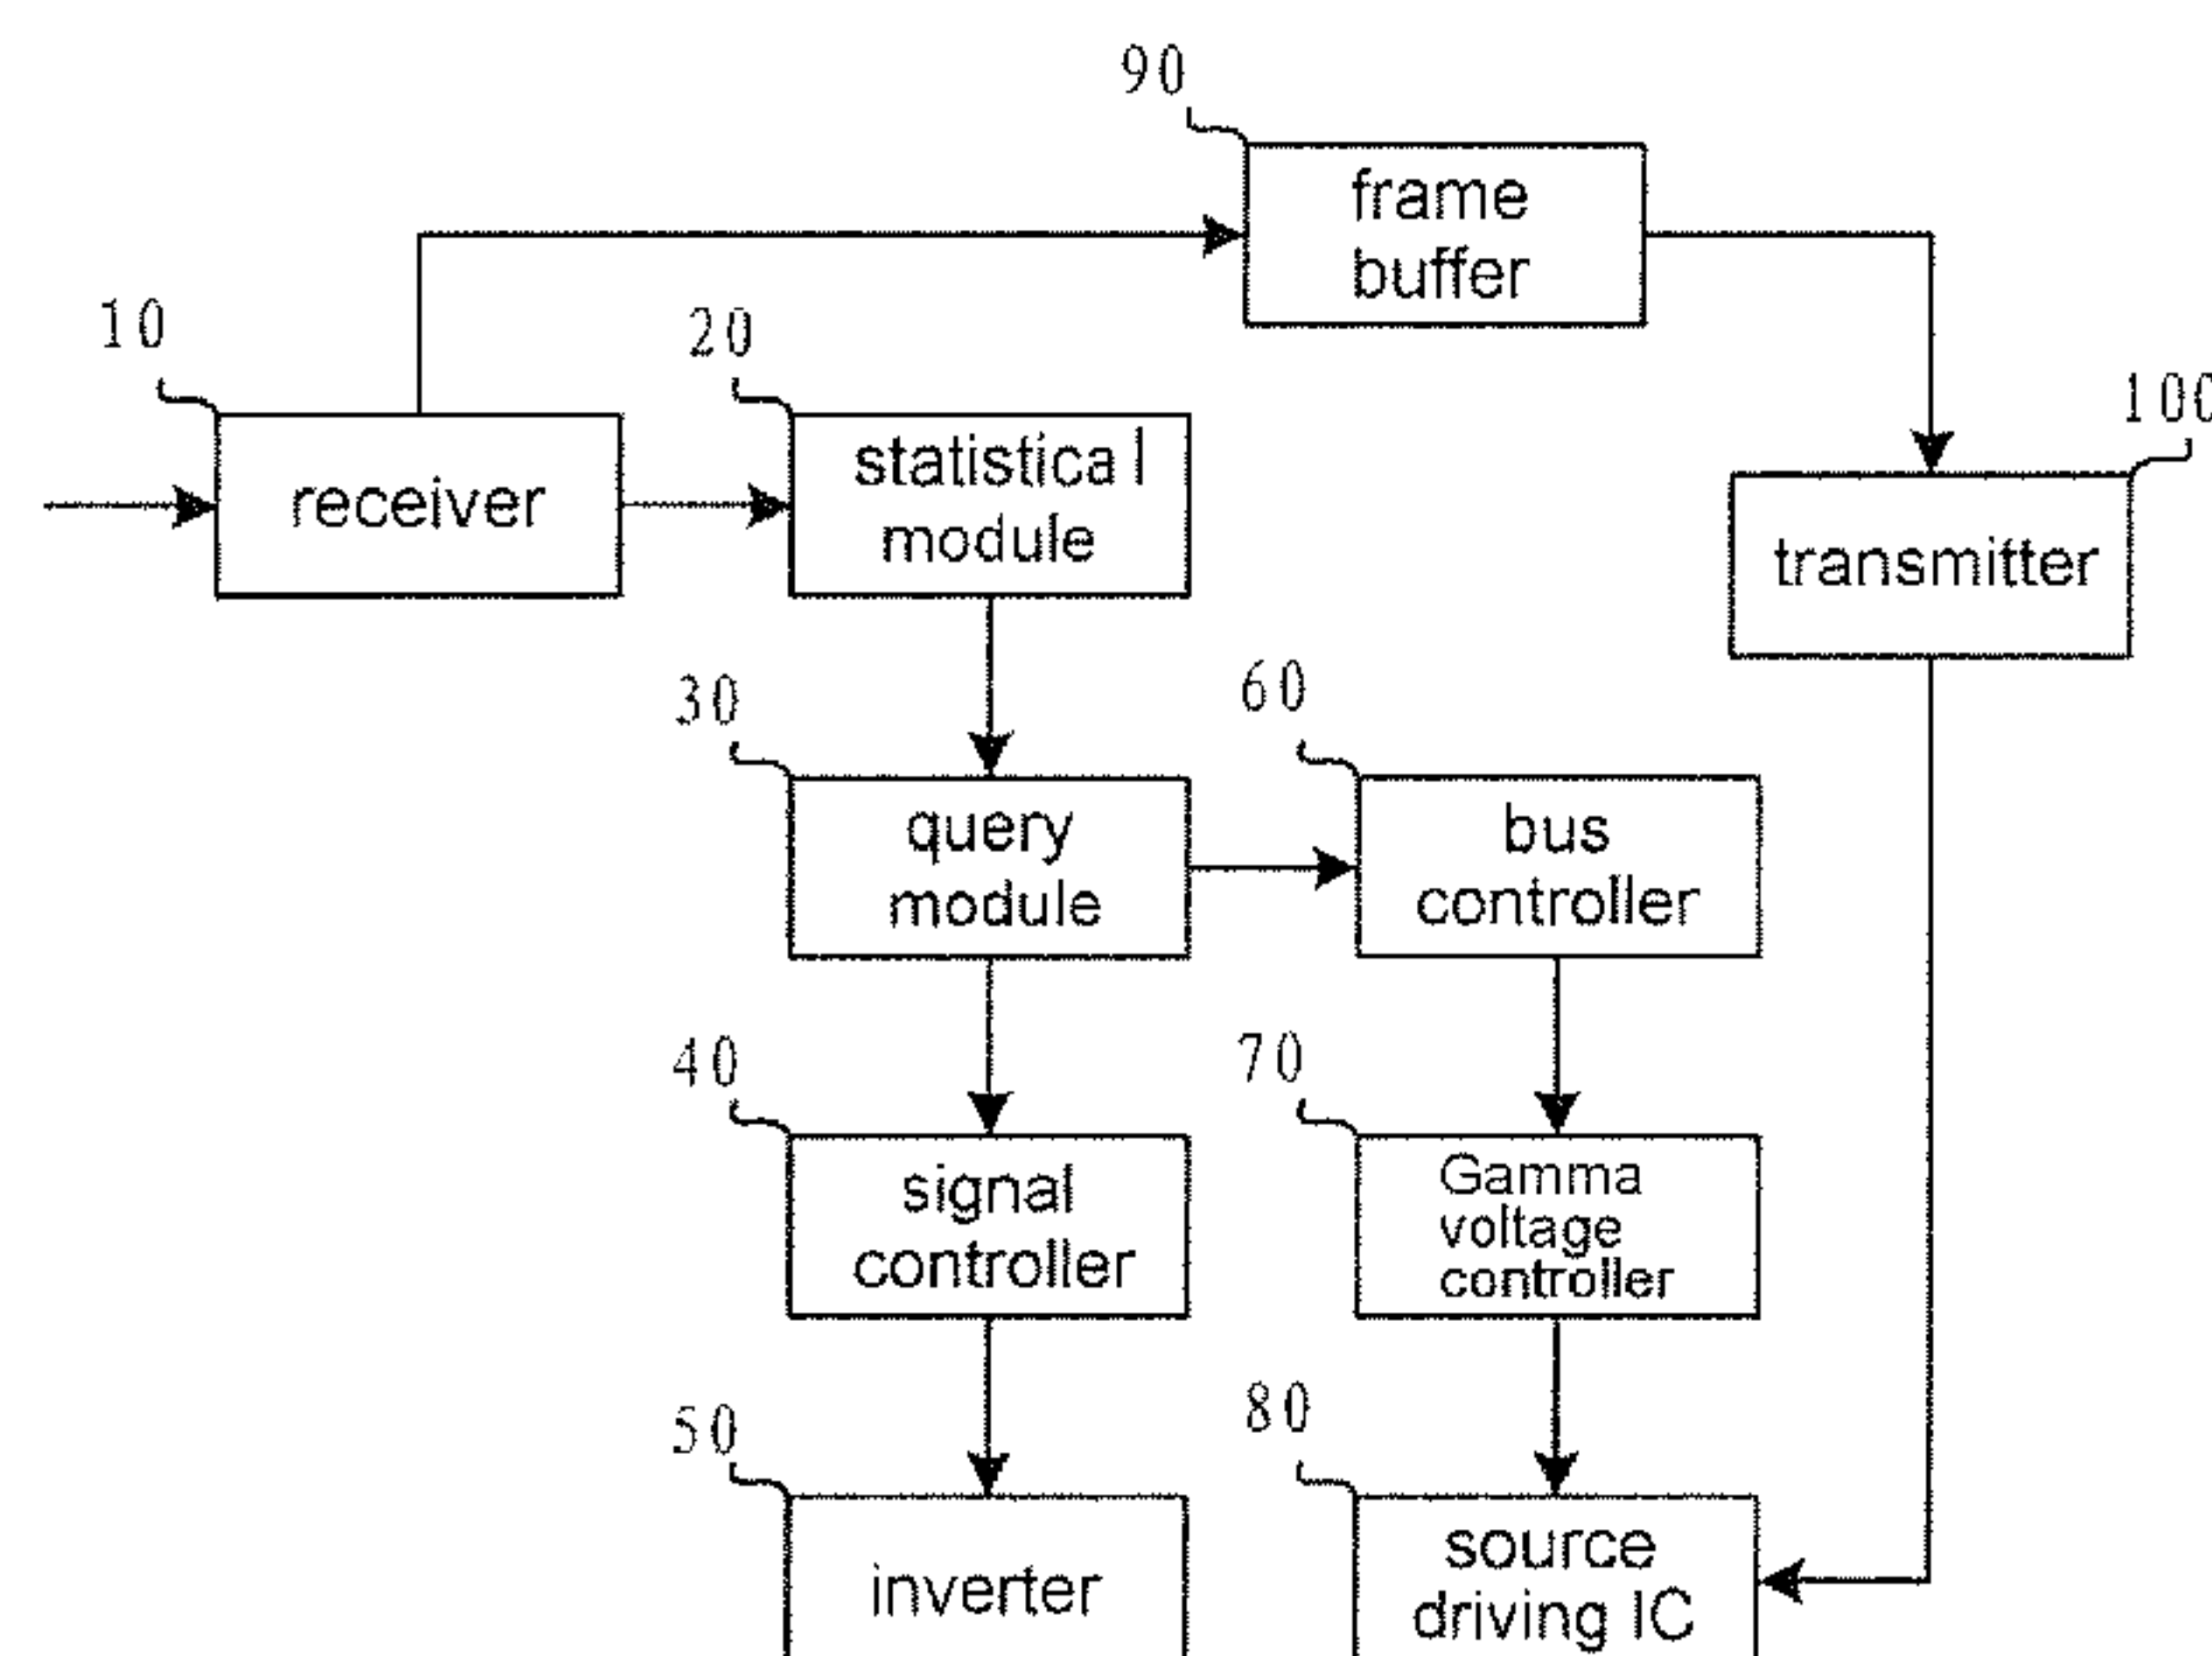 90
frame
buffer
10
20
100
receiver
statistical
module
transmitter
30
60
query
module
bus
controller
40
70
signal
controller
Gamma
voltage
controller
50
80
inverter
source
driving IC